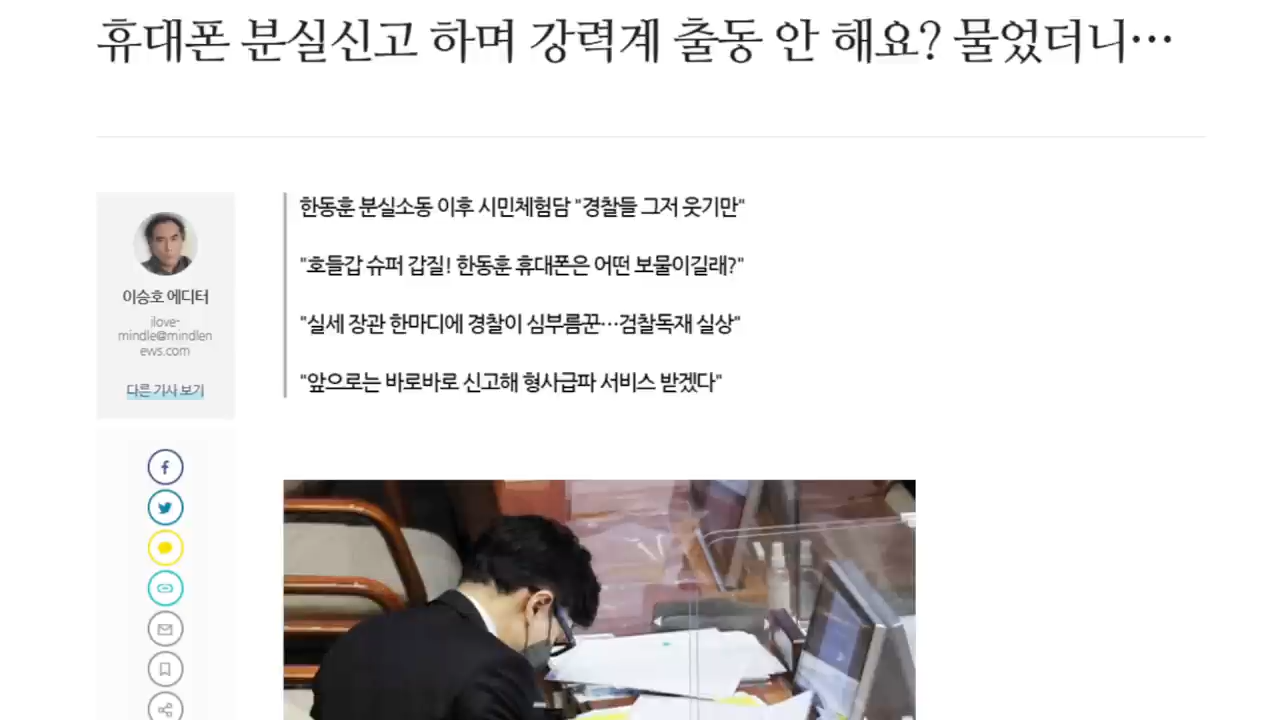 휴대폰 분실신고 하며 강력계 출동 안 해요? 물었더니…
한동훈 분실소동 이후 시민체험담 "경찰들 그저 웃기만"
"호들갑 슈퍼 갑질! 한동훈 휴대폰은 어떤 보물이길래?"
"실세 장관 한마디에 경찰이 심부름꾼…검찰독재 실상"
"앞으로는 바로바로 신고해 형사급파 서비스 받겠다"
이승호 에디터
ilove-
mindle@mindlen
ews.com
다른 기사 보기